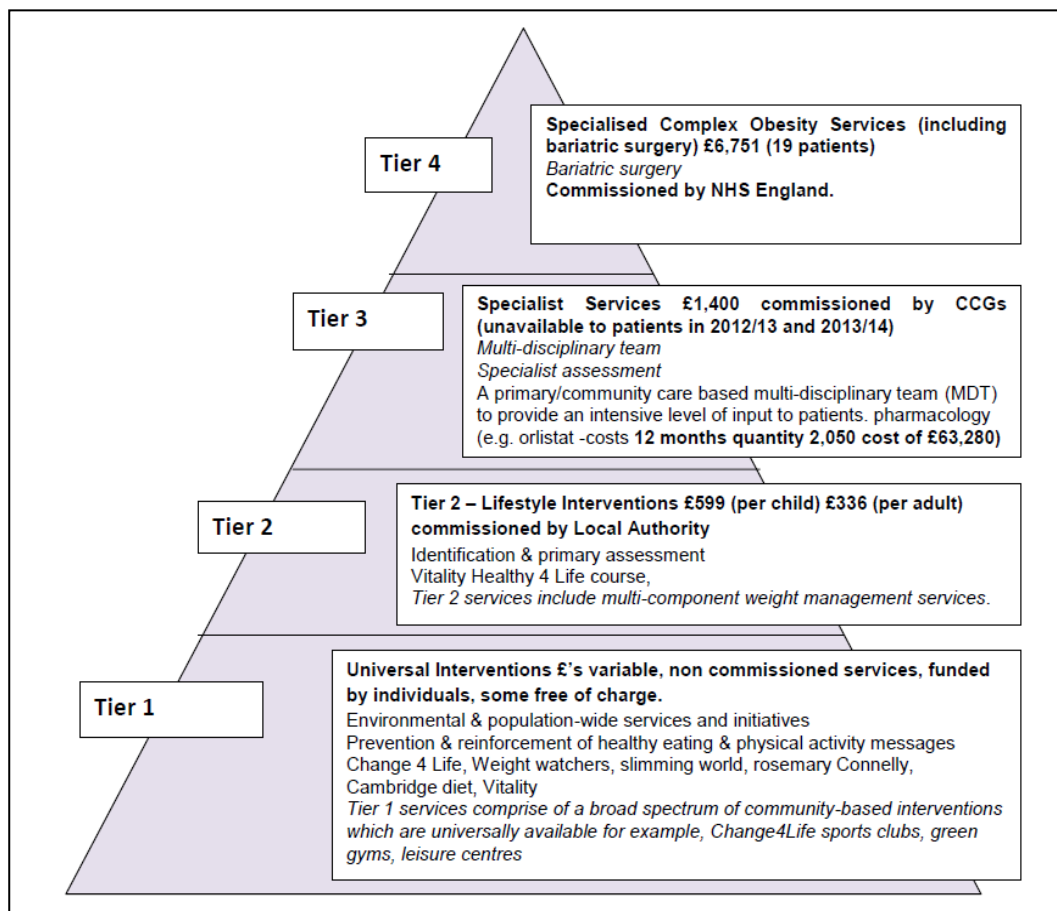 Tier 4
Specialised Complex Obesity Services (including
bariatric surgery) £6,751 (19 patients)
Bariatric surgery
Commissioned by NHS England.
Tier 3
Specialist Services £1,400 commissioned by CCGs
(unavailable to patients in 2012/13 and 2013/14)
Multi-disciplinary team
Specialist assessment
A primary/community care based multi-disciplinary team (MDT)
to provide an intensive level of input to patients. pharmacology
(e.g. orlistat -costs 12 months quantity 2,050 cost of £63,280)
Tier 2
Tier 2 – Lifestyle Interventions £599 (per child) £336 (per adult)
commissioned by Local Authority
Identification & primary assessment
Vitality Healthy 4 Life course,
Tier 2 services include multi-component weight management services.
Tier 1
Universal Interventions £'s variable, non commissioned services, funded
by individuals, some free of charge.
Environmental & population-wide services and initiatives
Prevention & reinforcement of healthy eating & physical activity messages
Change 4 Life, Weight watchers, slimming world, rosemary Connelly,
Cambridge diet, Vitality
Tier 1 services comprise of a broad spectrum of community-based interventions
which are universally available for example, Change4Life sports clubs, green
gyms, leisure centres